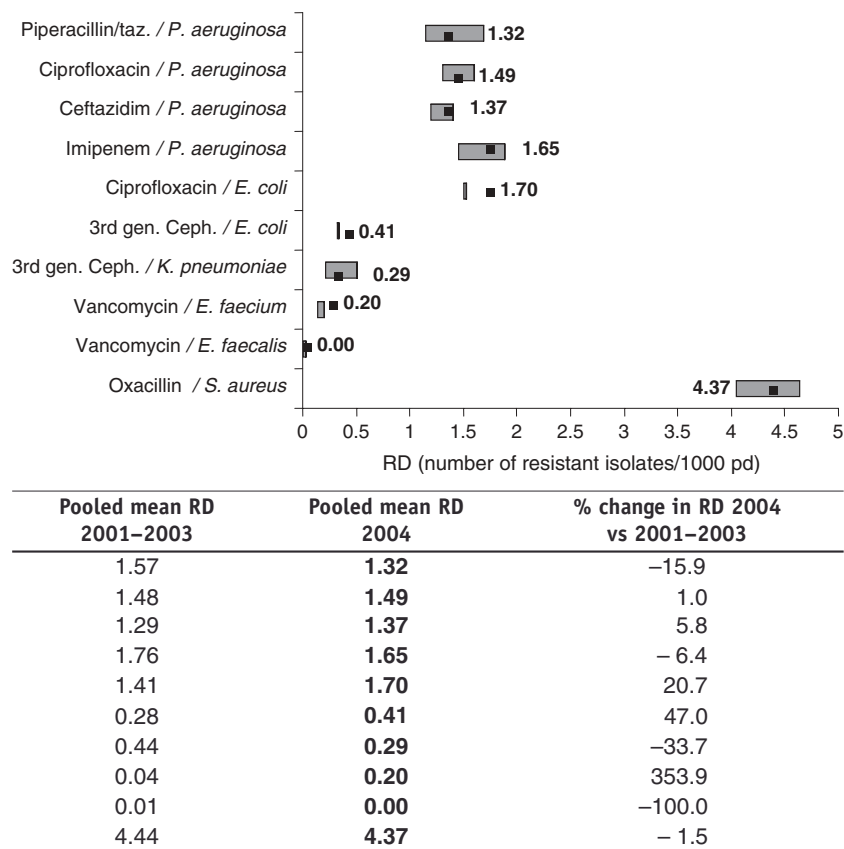 Piperacillin/taz. / P. aeruginosa 1.32
Ciprofloxacin / P. aeruginosa 1.49
Ceftazidim / P. aeruginosa 1.37
Imipenem / P. aeruginosa 1.65
Ciprofloxacin / E. coli 1.70
3rd gen. Ceph. / E. coli 0.41
3rd gen. Ceph. / K. pneumoniae 0.29
Vancomycin / E. faecium 0.20
Vancomycin / E. faecalis 0.00
Oxacillin / S. aureus 4.37
0 0.5 1 1.5 2 2.5 3 3.5 4 4.5 5
RD (number of resistant isolates/1000 pd)
Pooled mean RD Pooled mean RD % change in RD 2004
2001–2003 2004 vs 2001–2003
1.57 1.32 –15.9
1.48 1.49 1.0
1.29 1.37 5.8
1.76 1.65 – 6.4
1.41 1.70 20.7
0.28 0.41 47.0
0.44 0.29 –33.7
0.04 0.20 353.9
0.01 0.00 –100.0
4.44 4.37 – 1.5